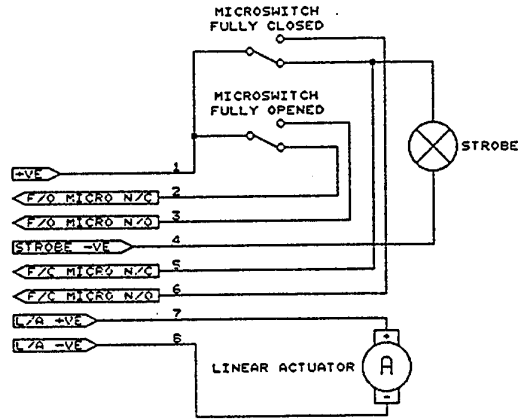 MICROSWITCH
FULLY CLOSED
MICROSWITCH
FULLY OPENED
STROBE
+VE 1
F/O MICRO N/C 2
F/O MICRO N/O 3
STROBE -VE 4
F/C MICRO N/C 5
F/C MICRO N/O 6
L/A +VE 7
L/A -VE 8
+
LINEAR ACTUATOR A
-